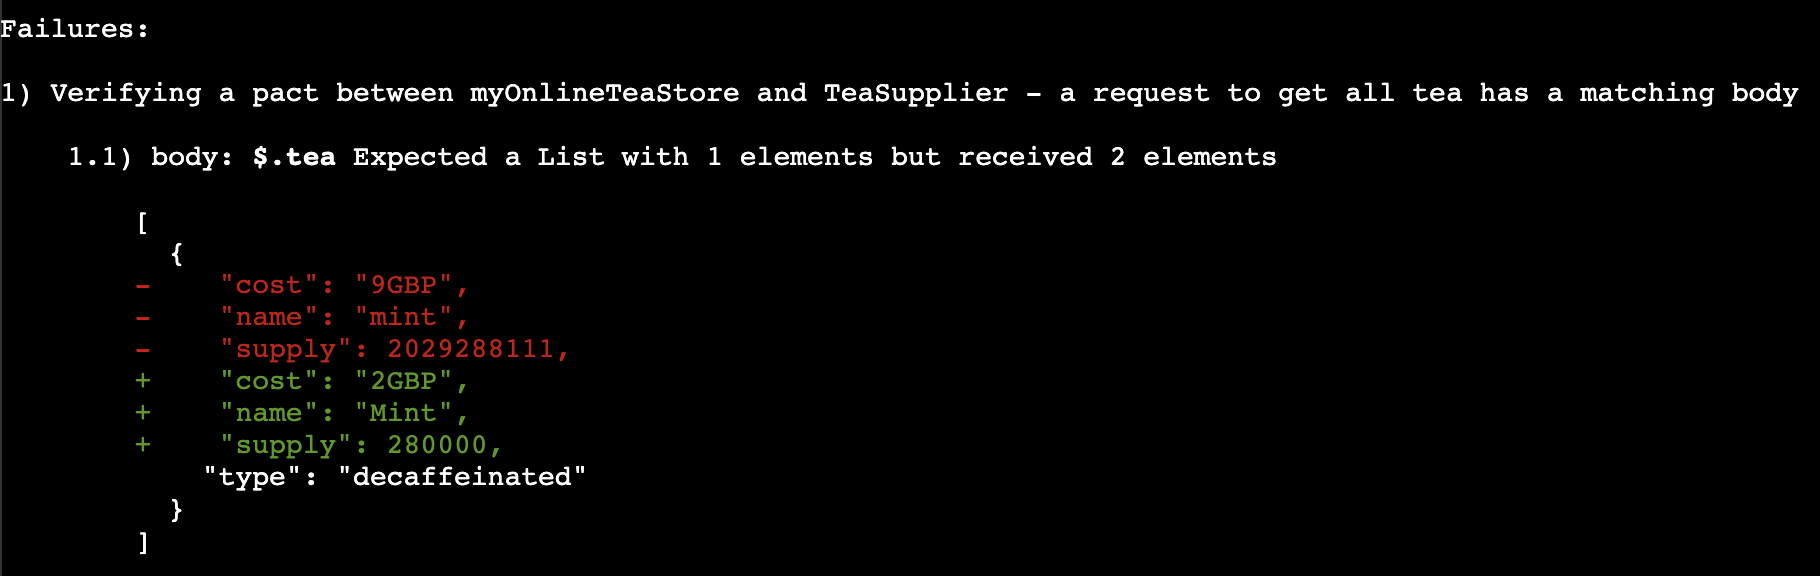 Failures:
1) Verifying a pact between myOnlineTeaStore and TeaSupplier – a request to get all tea has a matching body
1.1) body: $.tea Expected a List with 1 elements but received 2 elements
[
{
- "cost": "9GBP",
- "name": "mint",
- "supply": 2029288111,
+ "cost": "2GBP",
+ "name": "Mint",
+ "supply": 280000,
"type": "decaffeinated"
}
]